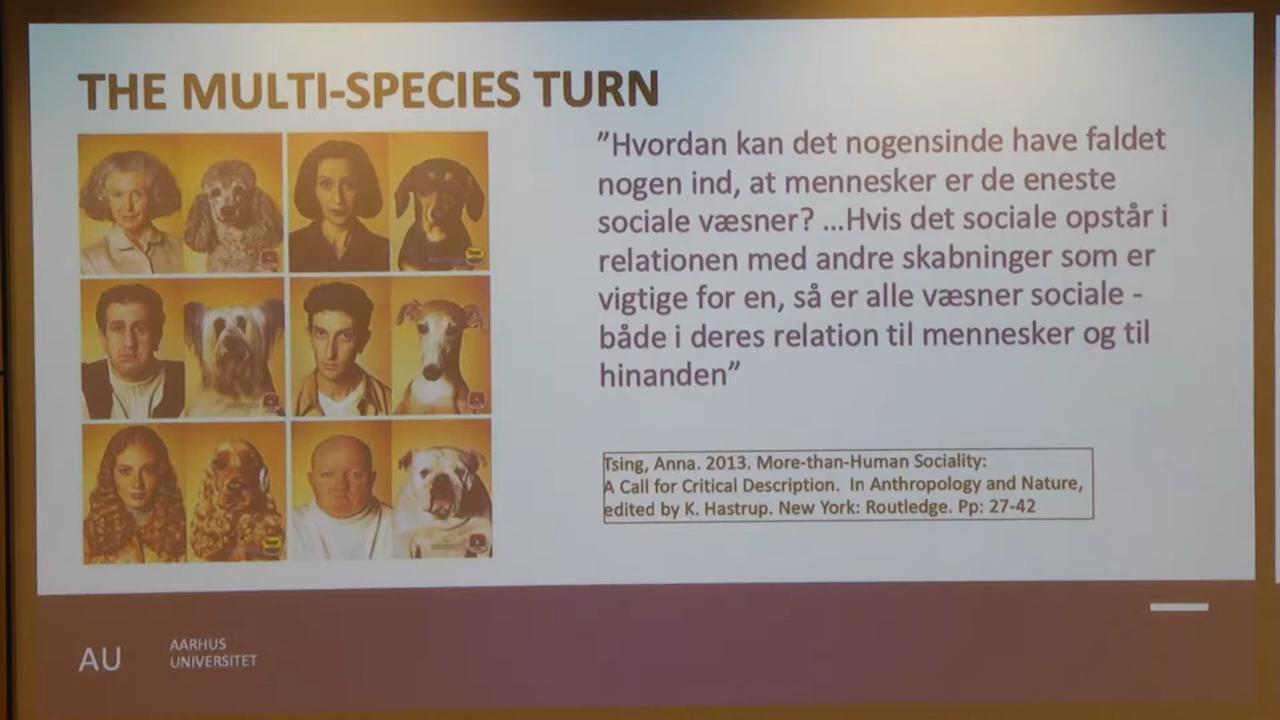 THE MULTI-SPECIES TURN
”Hvordan kan det nogensinde have faldet
nogen ind, at mennesker er de eneste
sociale væsner? ...Hvis det sociale opstår i
relationen med andre skabninger som er
vigtige for en, så er alle væsner sociale -
både i deres relation til mennesker og til
hinanden”
Tsing, Anna. 2013. More-than-Human Sociality:
A Call for Critical Description. In Anthropology and Nature,
edited by K. Hastrup. New York: Routledge. Pp: 27-42
AU
AARHUS
UNIVERSITET